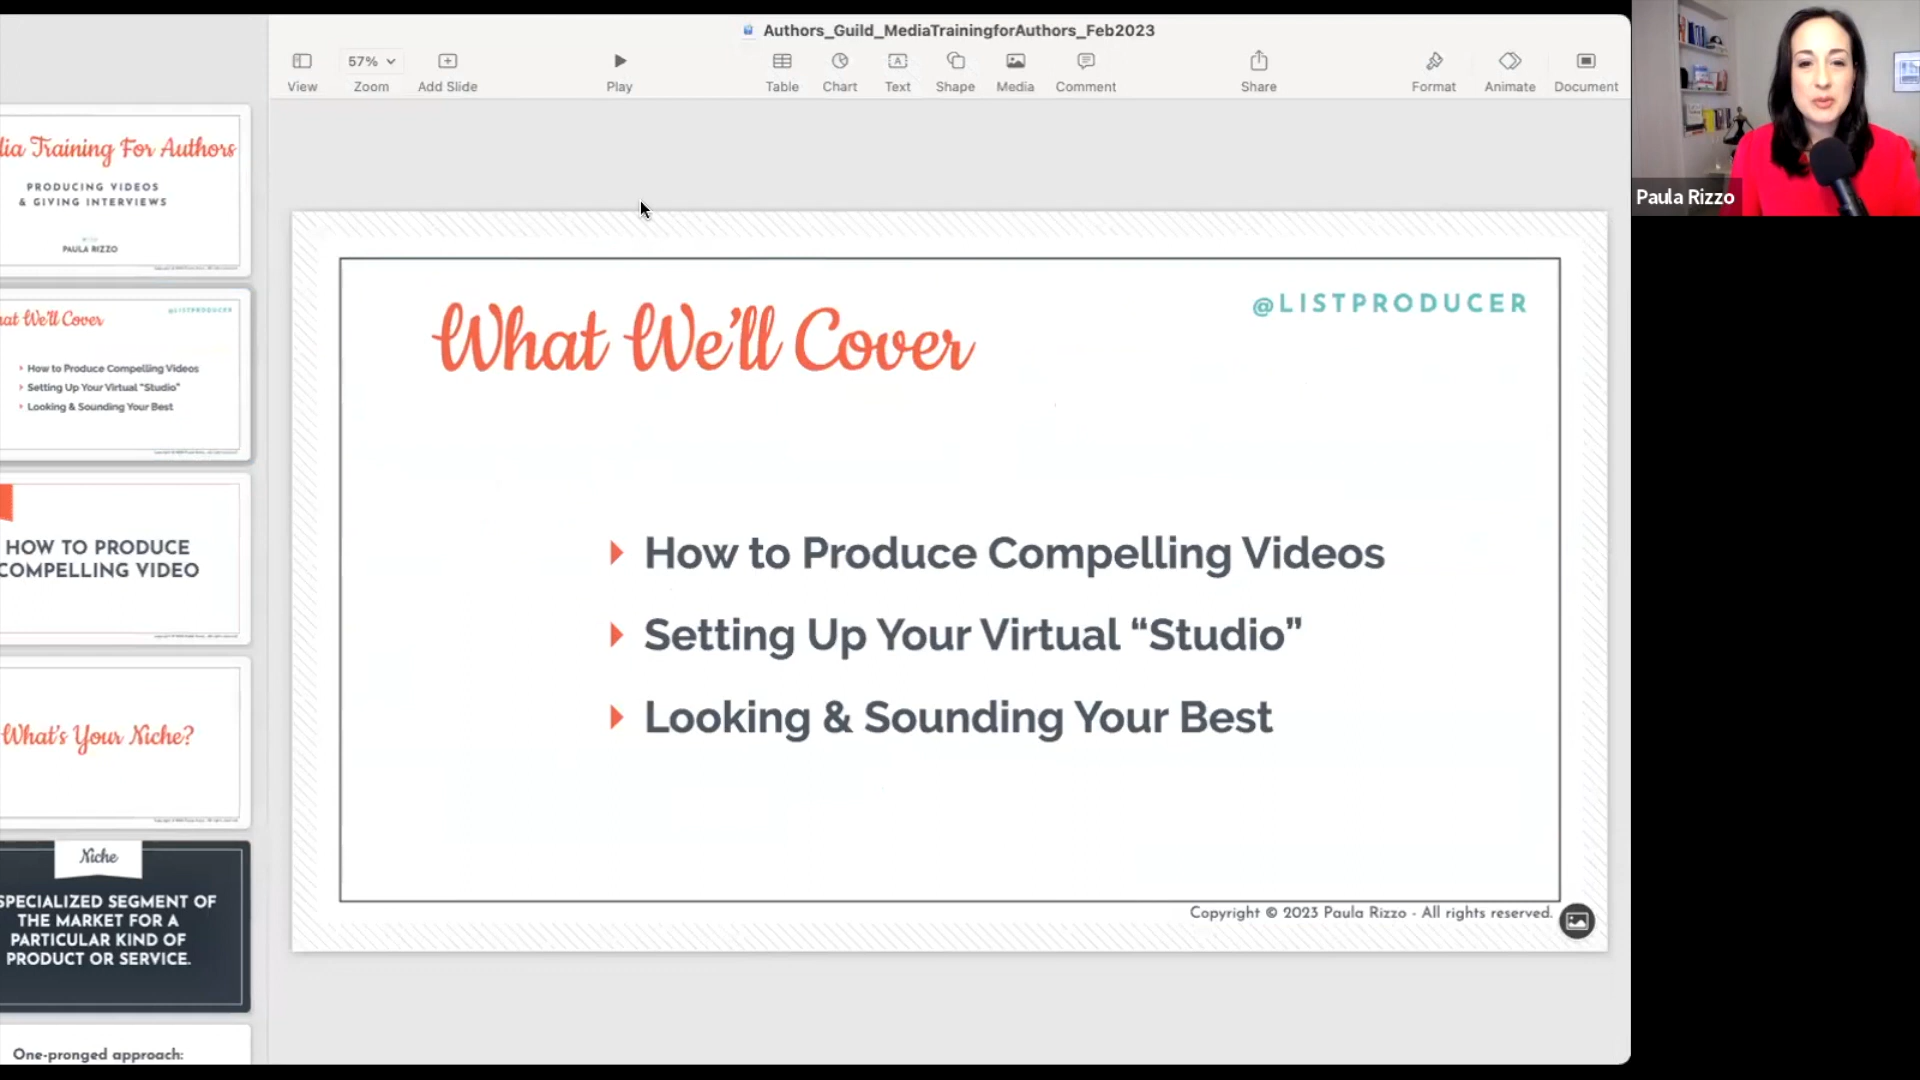 Authors_Guild_MediaTrainingforAuthors_Feb2023
57%
View
Zoom
Add Slide
Play
Table
Chart
Text
Shape
Media
Comment
Share
Format
Animate
Document
Paula Rizzo
dia Training For Authors
PRODUCING VIDEOS
& GIVING INTERVIEWS
PAULA RIZZO
@LISTPRODUCER
at We'll Cover
How to Produce Compelling Videos
Setting Up Your Virtual "Studio"
Looking & Sounding Your Best
HOW TO PRODUCE
COMPELLING VIDEO
What's Your Niche?
Niche
SPECIALIZED SEGMENT OF
THE MARKET FOR A
PARTICULAR KIND OF
PRODUCT OR SERVICE.
One-pronged approach:
What We'll Cover
@LISTPRODUCER
How to Produce Compelling Videos
Setting Up Your Virtual “Studio”
Looking & Sounding Your Best
Copyright © 2023 Paula Rizzo - All rights reserved.